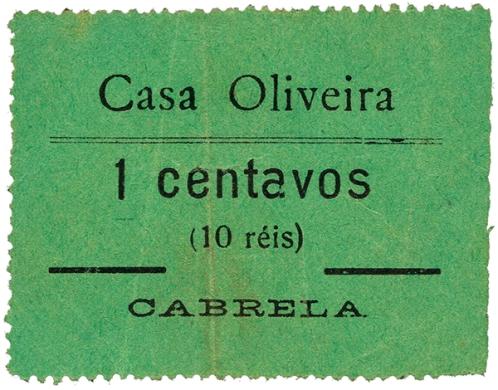 Casa Oliveira
1 centavos
(10 réis)
CABRELA